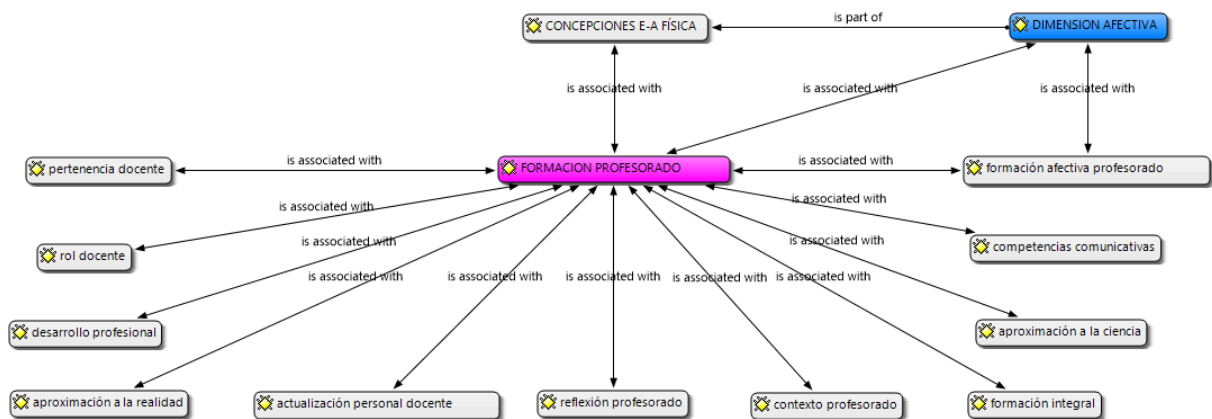 is part of
CONCEPCIONES E-A FÍSICA
DIMENSION AFECTIVA
is associated with
is associated with
is associated with
is associated with
FORMACION PROFESORADO
is associated with
pertenencia docente
formación afectiva profesorado
is associated with
is associated with
rol docente
is associated with
is associated with
competencias comunicativas
is associated with
is associated with
is associated with
is associated with
is associated with
desarrollo profesional
aproximación a la ciencia
aproximación a la realidad
actualización personal docente
reflexión profesorado
contexto profesorado
formación integral